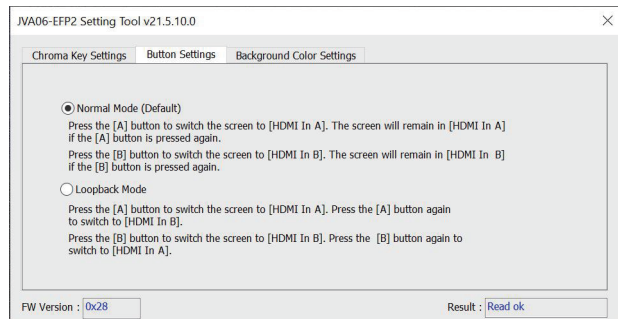 JVA06-EFP2 Setting Tool v21.5.10.0
Chroma Key Settings Button Settings Background Color Settings
Normal Mode (Default)
Press the [A] button to switch the screen to [HDMI In A]. The screen will remain in [HDMI In A]
if the [A] button is pressed again.
Press the [B] button to switch the screen to [HDMI In B]. The screen will remain in [HDMI In B]
if the [B] button is pressed again.
Loopback Mode
Press the [A] button to switch the screen to [HDMI In A]. Press the [A] button again
to switch to [HDMI In B].
Press the [B] button to switch the screen to [HDMI In B]. Press the [B] button again to
switch to [HDMI In A].
FW Version : 0x28 Result : Read ok